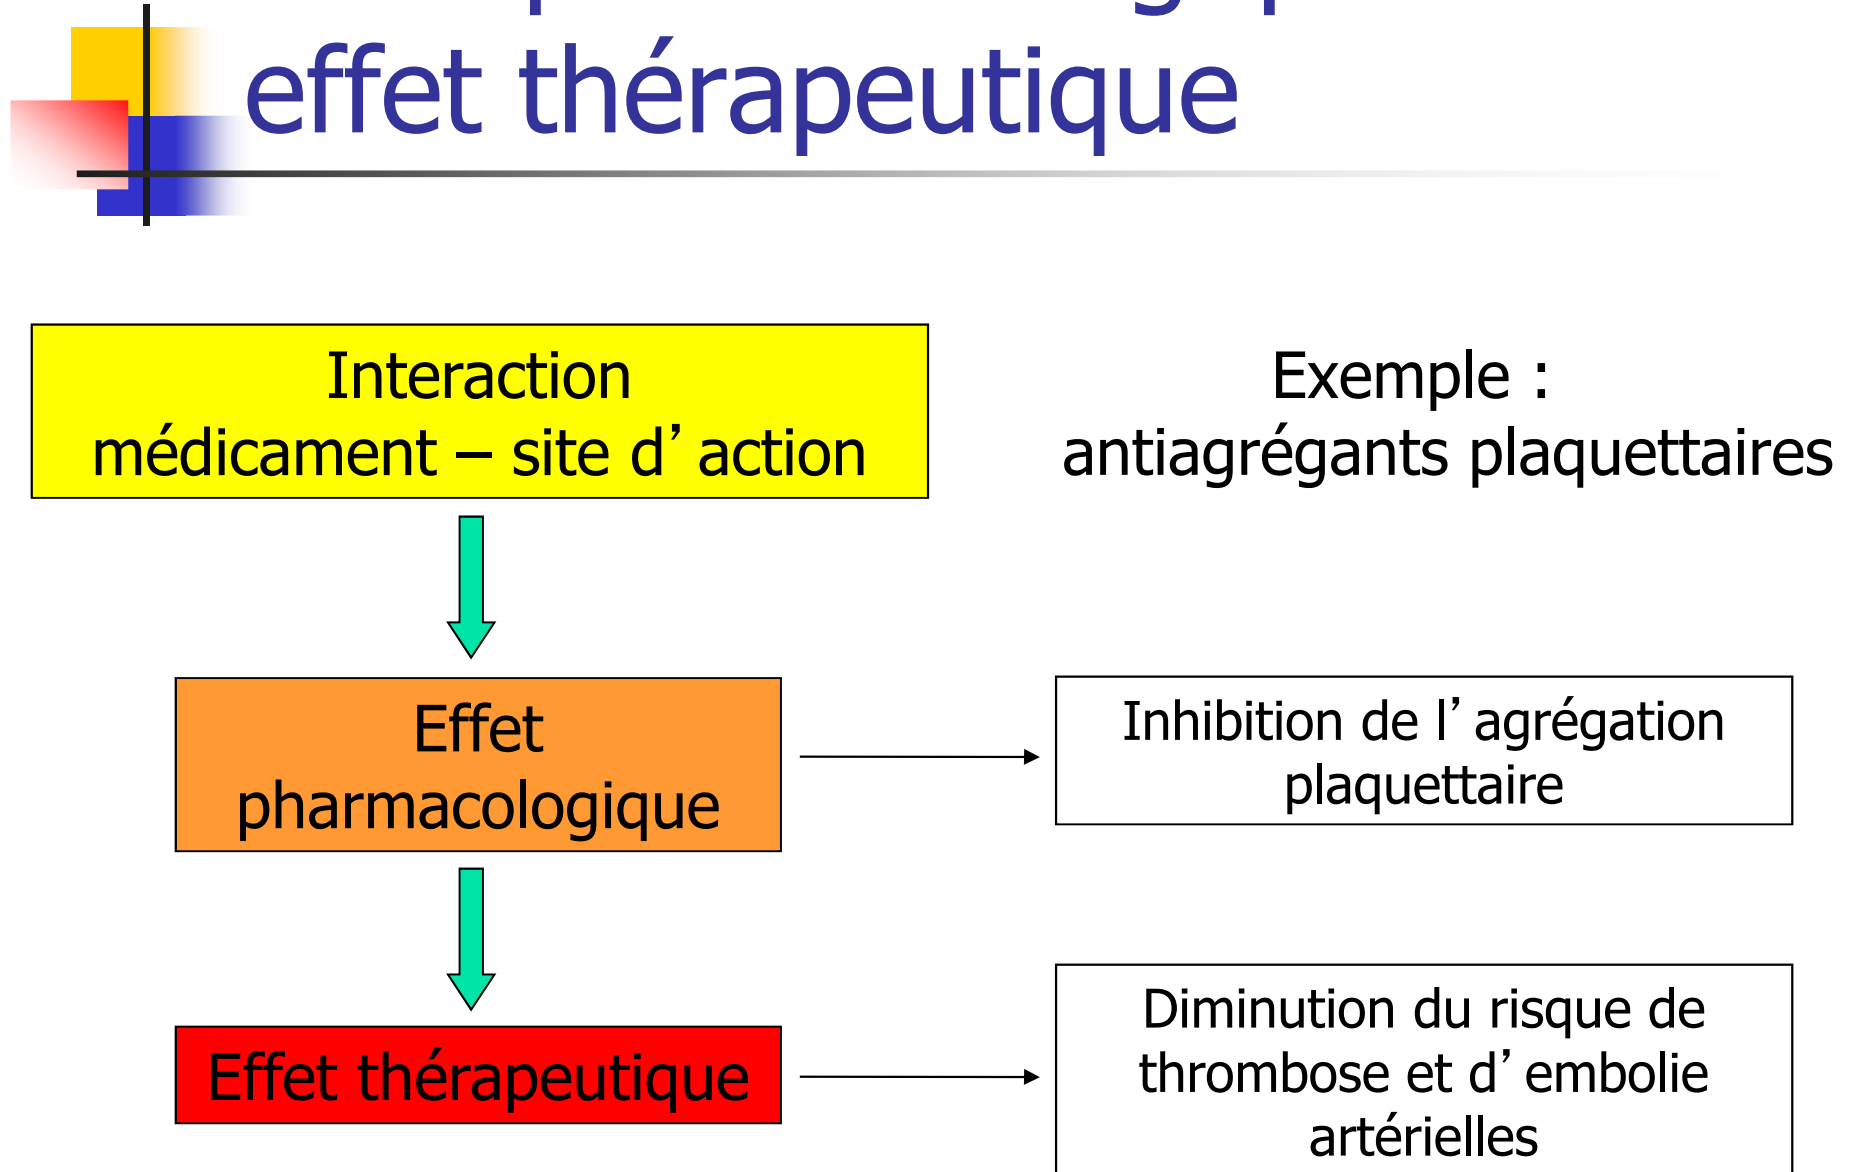 effet thérapeutique
Interaction
médicament – site d’ action
Exemple :
antiagrégants plaquettaires
Effet
pharmacologique
Inhibition de l’ agrégation
plaquettaire
Effet thérapeutique
Diminution du risque de
thrombose et d’ embolie
artérielles